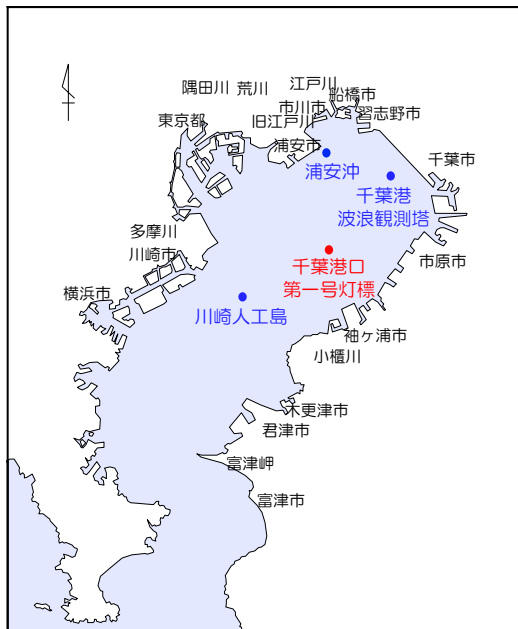 江戸川
隅田川
荒川
船橋市
市川市
習志野市
東京都
旧江戸川
浦安市
浦安沖
千葉市
千葉港
波浪観測塔
多摩川
川崎市
千葉港口
第一号灯標
市原市
横浜市
川崎人工島
袖ヶ浦市
小櫃川
木更津市
君津市
富津岬
富津市